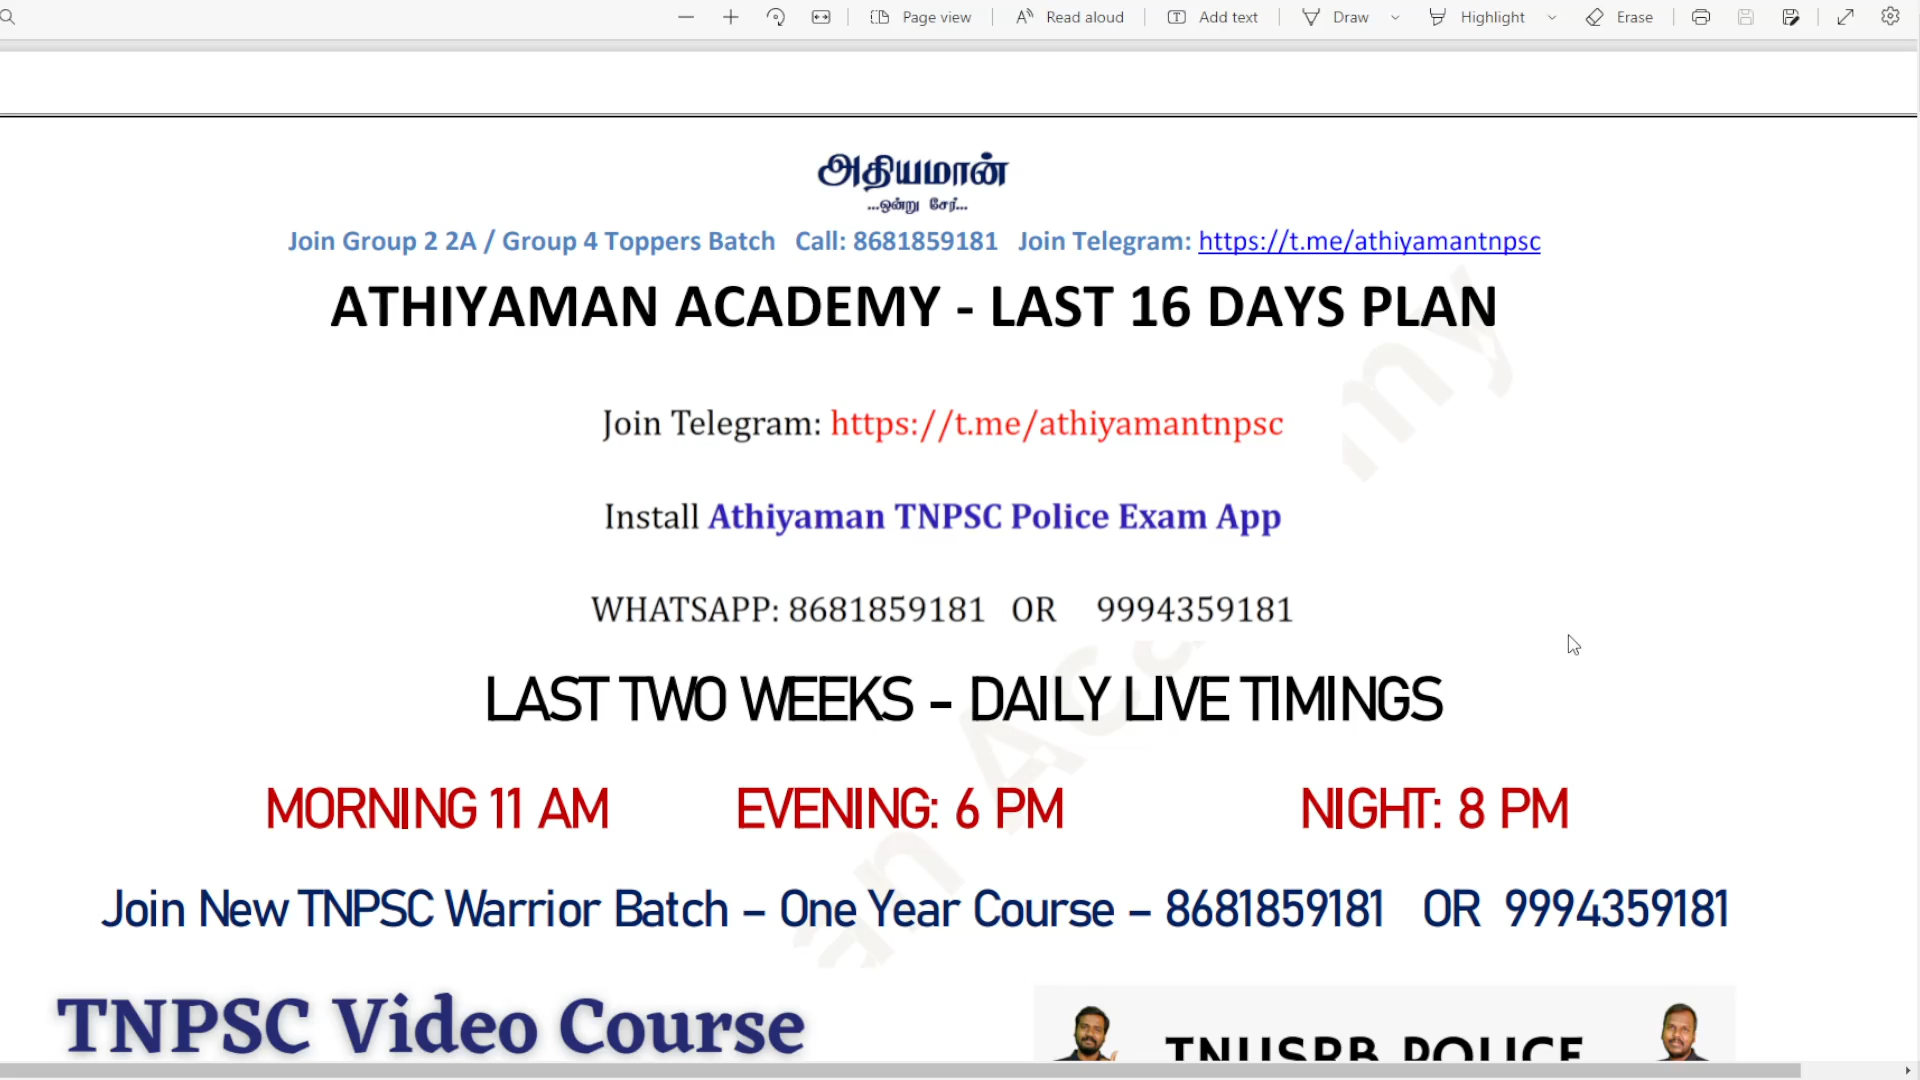 Page view Read aloud Add text Draw Highlight Erase
அதியமான்
...ஒன்று சேர்...
Join Group 2 2A / Group 4 Toppers Batch Call: 8681859181 Join Telegram: https://t.me/athiyamantnpsc
ATHIYAMAN ACADEMY - LAST 16 DAYS PLAN
Join Telegram: https://t.me/athiyamantnpsc
Install Athiyaman TNPSC Police Exam App
WHATSAPP: 8681859181 OR 9994359181
LAST TWO WEEKS - DAILY LIVE TIMINGS
MORNING 11 AM EVENING: 6 PM NIGHT: 8 PM
Join New TNPSC Warrior Batch – One Year Course – 8681859181 OR 9994359181
TNPSC Video Course
TNUSRB POLICE